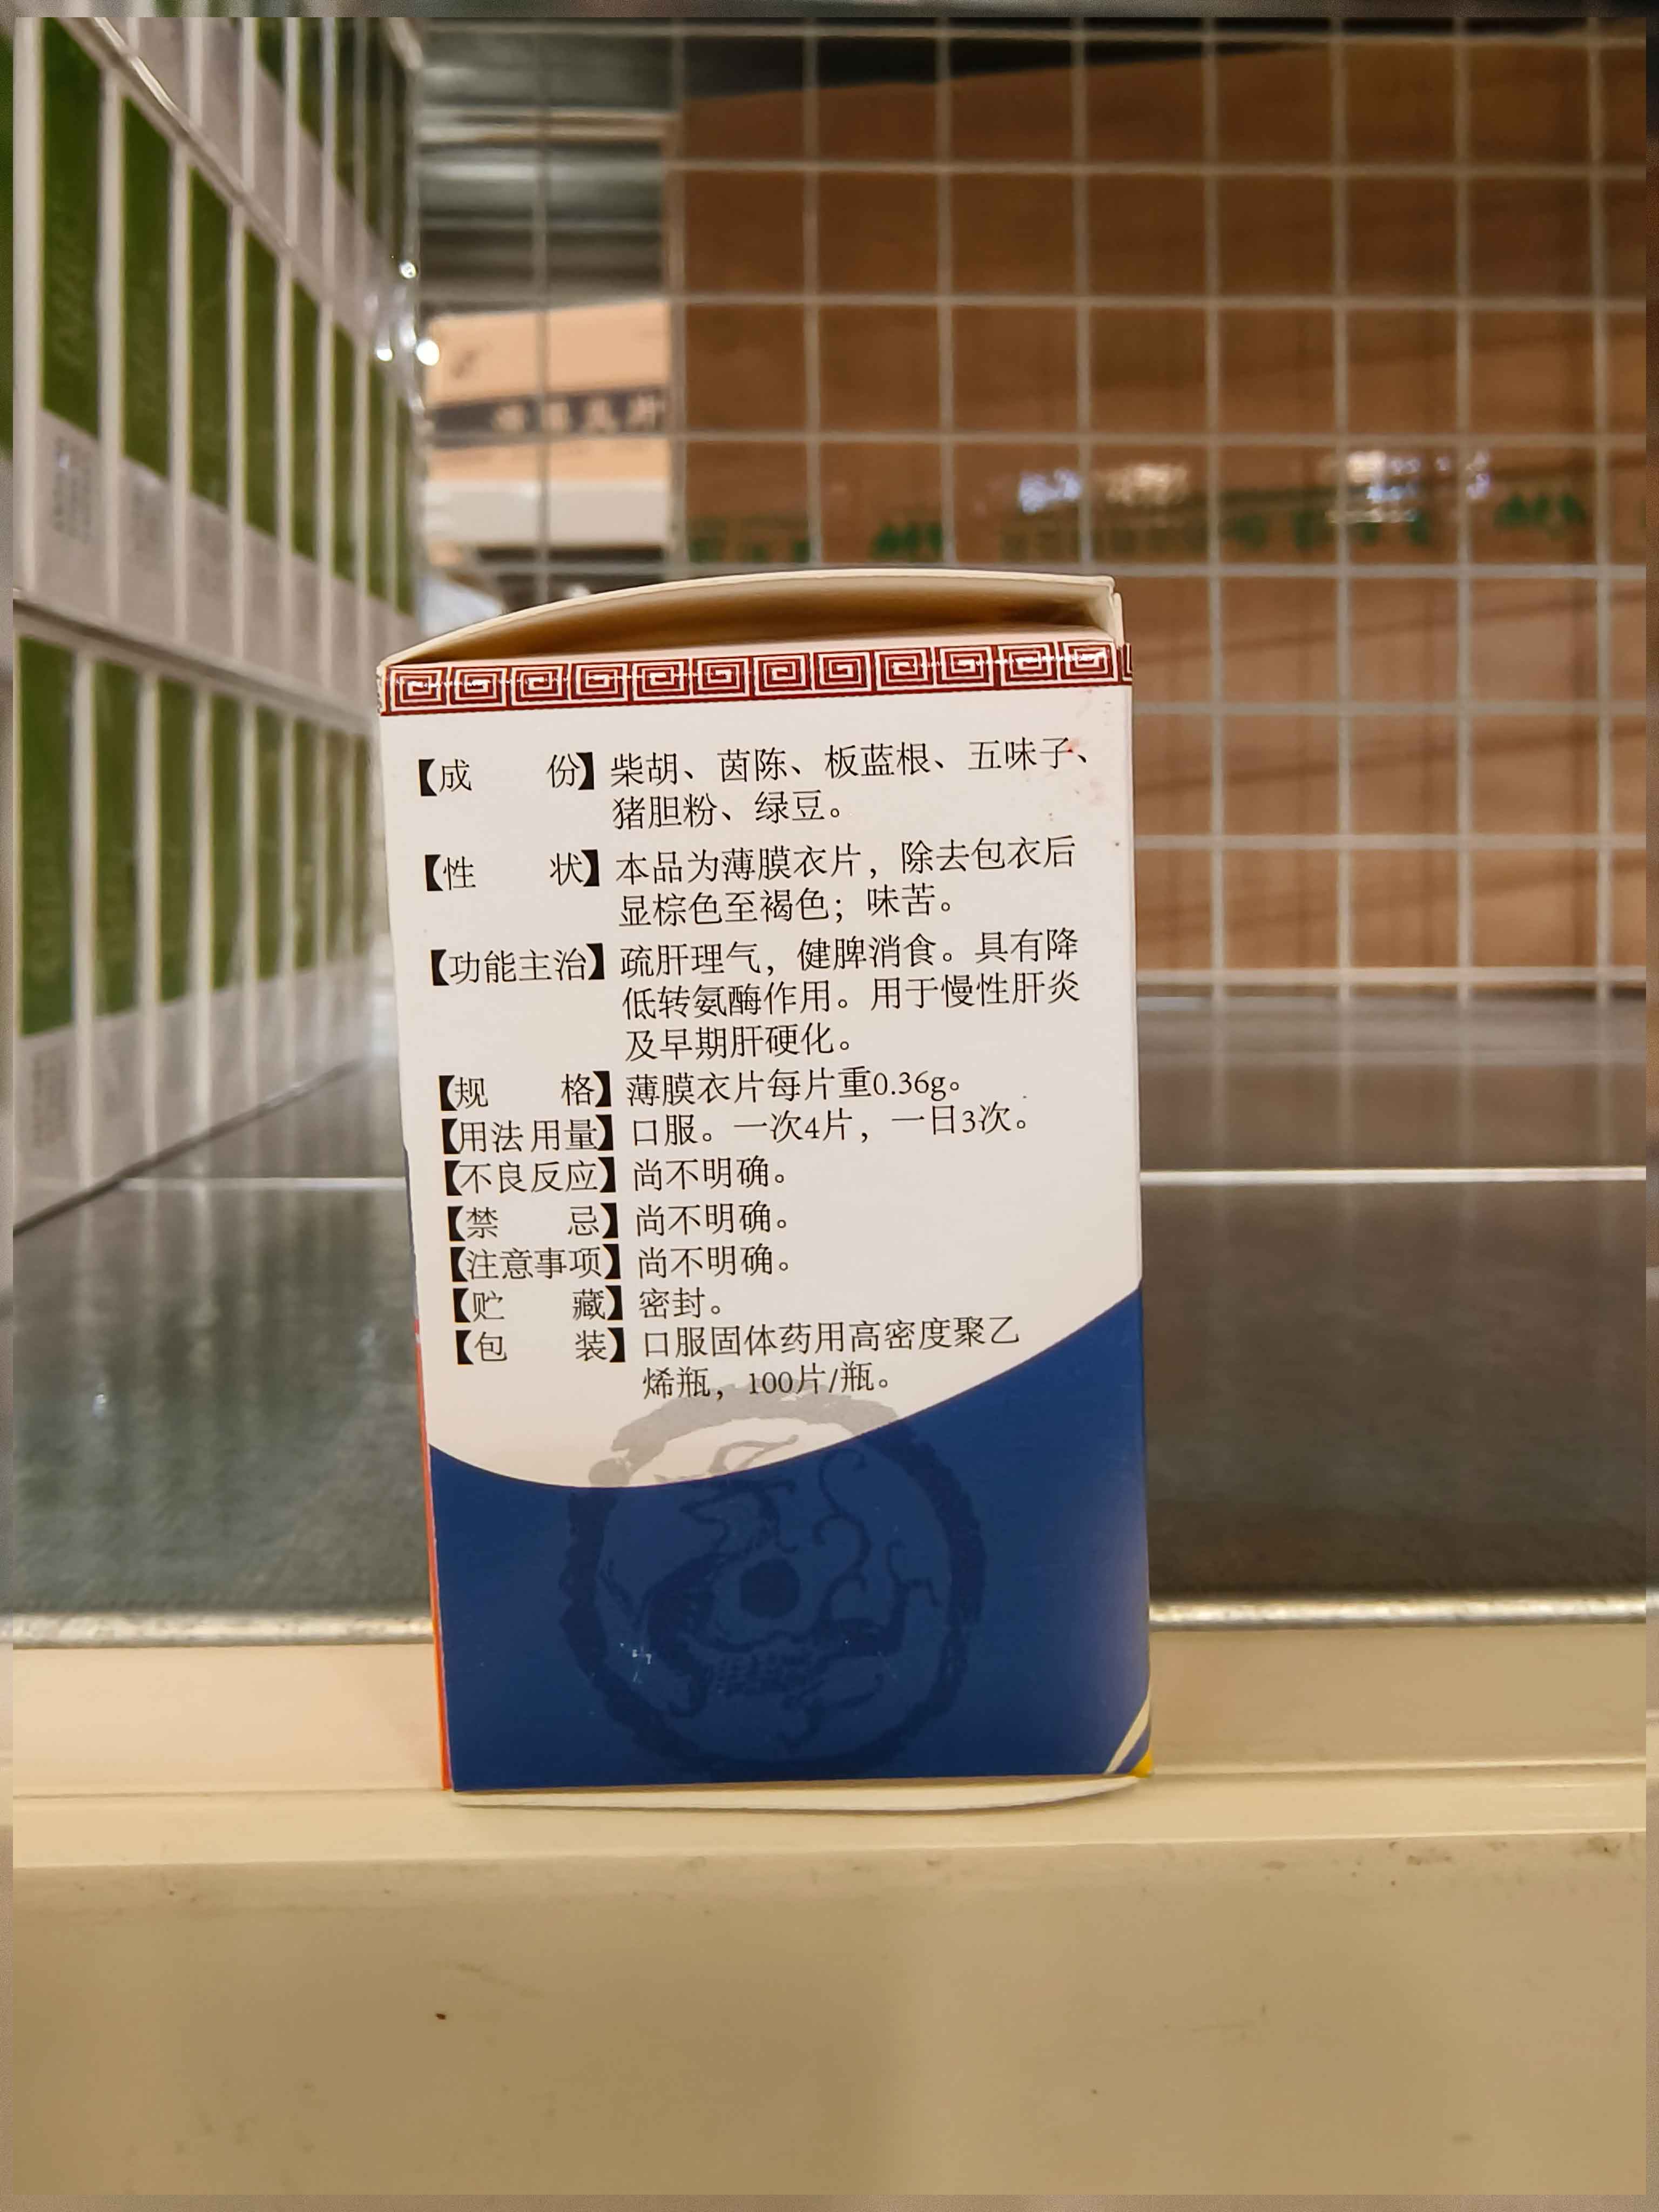 【成份】柴胡、茵陈、板蓝根、五味子、
猪胆粉、绿豆。
【性状】本品为薄膜衣片，除去包衣后
显棕色至褐色；味苦。
【功能主治】疏肝理气，健脾消食。具有降
低转氨酶作用。用于慢性肝炎
及早期肝硬化。
【规格】薄膜衣片每片重0.36g。
【用法用量】口服。一次4片，一日3次。
【不良反应】尚不明确。
【禁忌】尚不明确。
【注意事项】尚不明确。
【贮藏】密封。
【包装】口服固体药用高密度聚乙
烯瓶，100片/瓶。